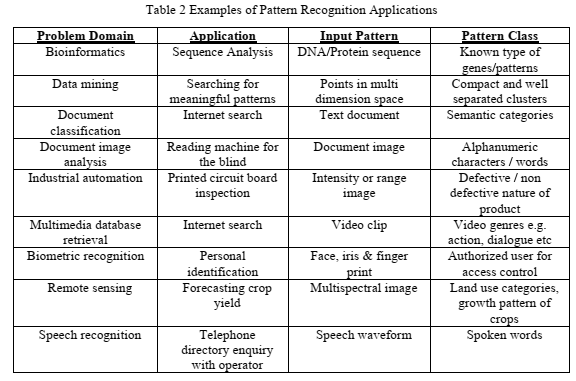 Table 2 Examples of Pattern Recognition Applications
Problem Domain Application Input Pattern Pattern Class
Bioinformatics Sequence Analysis DNA/Protein sequence Known type of
genes/patterns
Data mining Searching for Points in multi Compact and well
meaningful patterns dimension space separated clusters
Document Internet search Text document Semantic categories
classification
Document image Reading machine for Document image Alphanumeric
analysis the blind characters / words
Industrial automation Printed circuit board Intensity or range Defective / non
inspection image defective nature of
product
Multimedia database Internet search Video clip Video genres e.g.
retrieval action, dialogue etc
Biometric recognition Personal Face, iris & finger Authorized user for
identification print access control
Remote sensing Forecasting crop Multispectral image Land use categories,
yield growth pattern of
crops
Speech recognition Telephone Speech waveform Spoken words
directory enquiry
with operator